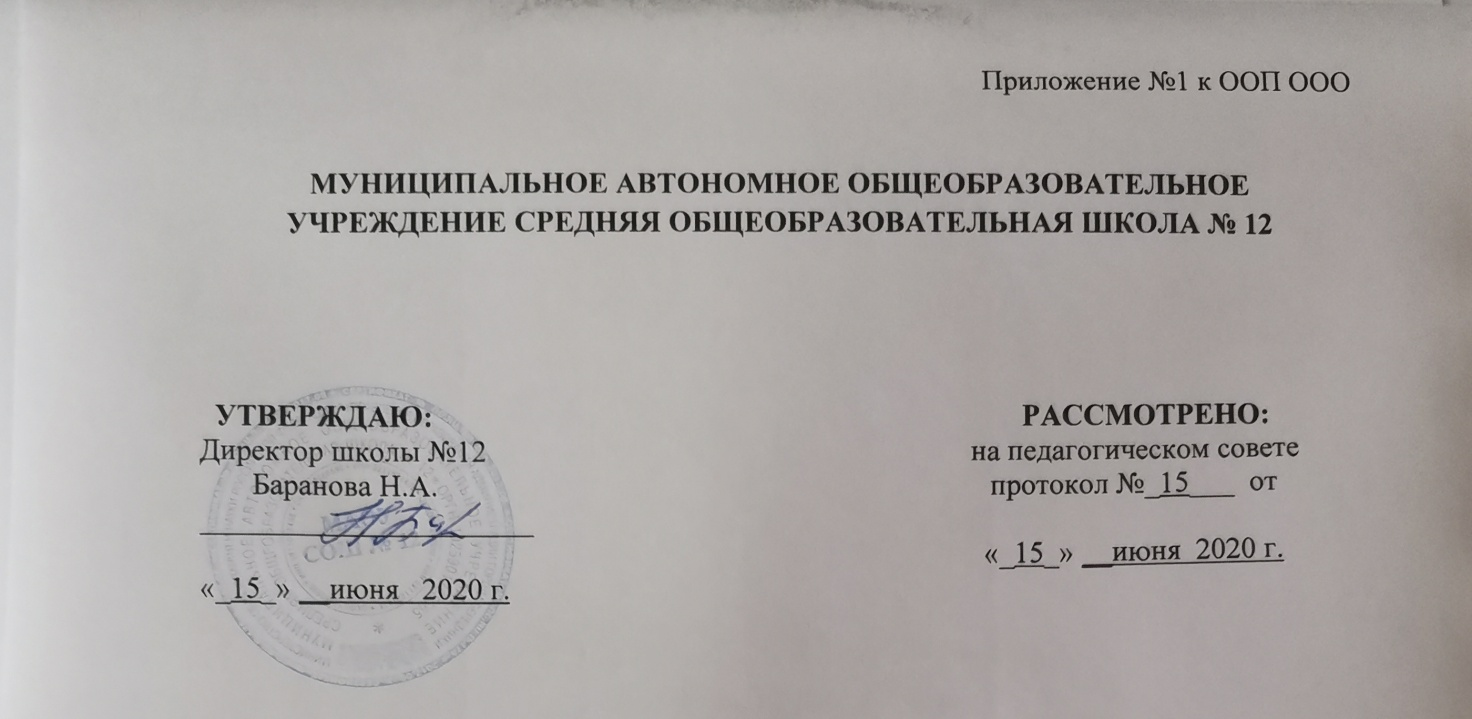 Приложение №1 к ООП ООО
МУНИЦИПАЛЬНОЕ АВТОНОМНОЕ ОБЩЕОБРАЗОВАТЕЛЬНОЕ
УЧРЕЖДЕНИЕ СРЕДНЯЯ ОБЩЕОБРАЗОВАТЕЛЬНАЯ ШКОЛА № 12
УТВЕРЖДАЮ:
Директор школы №12
Баранова Н.А.
«_15_» __июня 2020 г.
РАССМОТРЕНО:
на педагогическом совете
протокол №_15___ от
«_15_» __июня 2020 г.